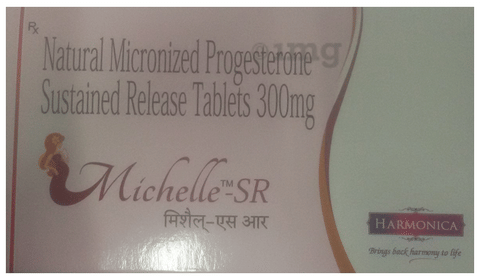 Rx
Natural Micronized Progesterone
Sustained Release Tablets 300mg
Michelle™-SR
मिशैल्-एस आर
HARMONICA
Brings back harmony to life
1mg